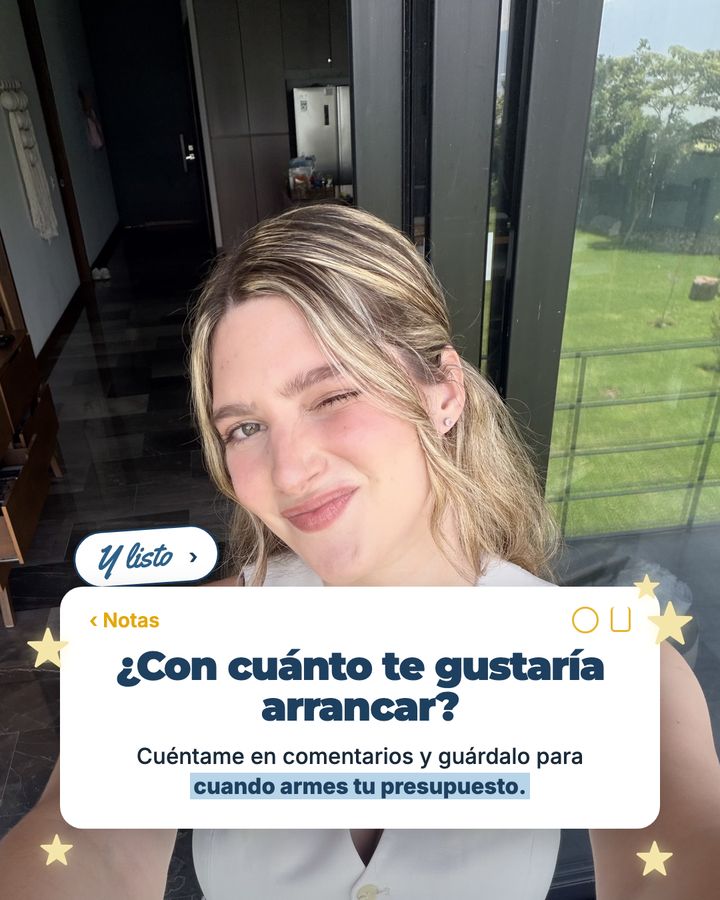 Y listo ›
‹ Notas
¿Con cuánto te gustaría
arrancar?
Cuéntame en comentarios y guárdalo para
cuando armes tu presupuesto.